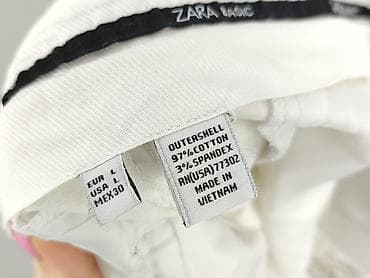 ZARA BASIC
EUR L
USA L
MEX 30
OUTERSHELL
97% COTTON
3% SPANDEX
RN(USA)77302
MADE IN
VIETNAM